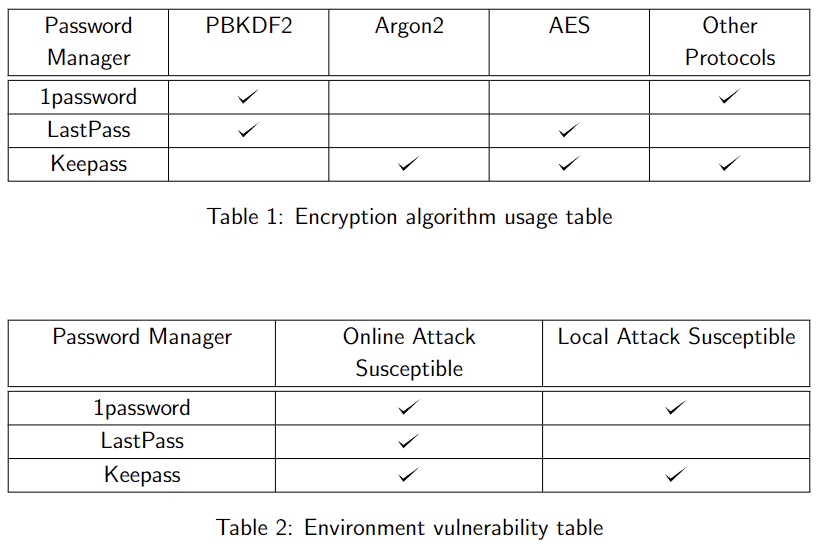 Password Manager PBKDF2 Argon2 AES Other Protocols
1password ✓ ✓
LastPass ✓ ✓
Keepass ✓ ✓ ✓
Table 1: Encryption algorithm usage table
Password Manager Online Attack Susceptible Local Attack Susceptible
1password ✓ ✓
LastPass ✓
Keepass ✓ ✓
Table 2: Environment vulnerability table